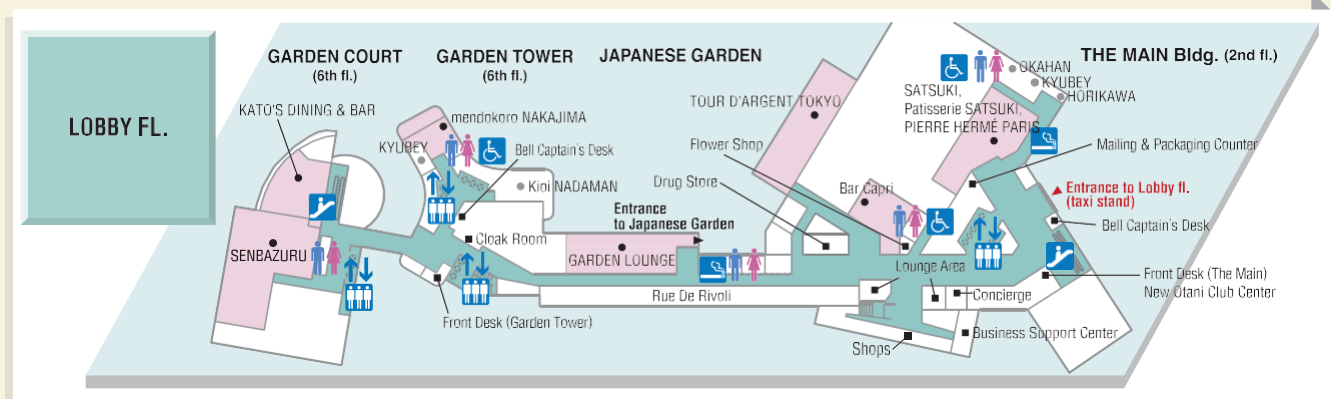 LOBBY FL.
GARDEN COURT
(6th fl.)
GARDEN TOWER
(6th fl.)
JAPANESE GARDEN
THE MAIN Bldg. (2nd fl.)
KATO'S DINING & BAR
mendokoro NAKAJIMA
KYUBEY
Bell Captain's Desk
Kioi NADAMAN
Cloak Room
SENBAZURU
Front Desk (Garden Tower)
Entrance
to Japanese Garden
GARDEN LOUNGE
Rue De Rivoli
TOUR D'ARGENT TOKYO
Flower Shop
Drug Store
Bar Capri
Lounge Area
Concierge
Business Support Center
Shops
OKAHAN
KYUBEY
HORIKAWA
SATSUKI,
Patisserie SATSUKI,
PIERRE HERMÉ PARIS
Mailing & Packaging Counter
Entrance to Lobby fl.
(taxi stand)
Bell Captain's Desk
Front Desk (The Main)
New Otani Club Center